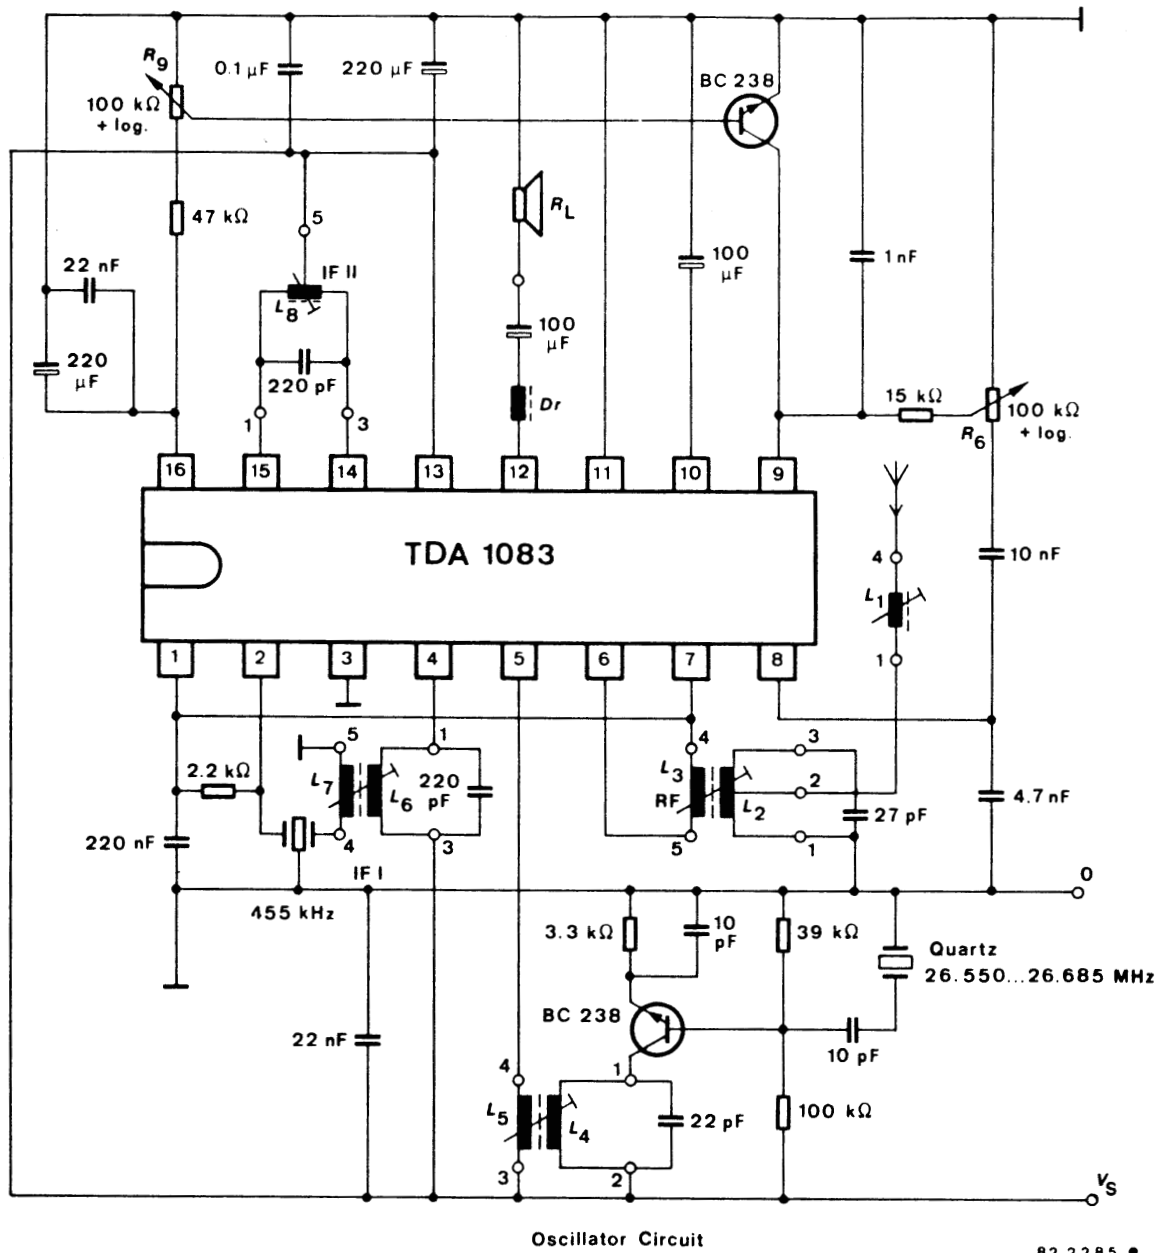 R9
0.1 µF
220 µF
BC 238
100 kΩ
+ log.
RL
5
47 kΩ
22 nF
IF II
L8
100
µF
1 nF
100
µF
220
µF
220 pF
Dr
15 kΩ
100 kΩ
+ log.
R6
1
3
16
15
14
13
12
11
10
9
TDA 1083
4
10 nF
L1
1
1
2
3
4
5
6
7
8
5
1
4
3
2.2 kΩ
L7
L6
220
pF
L3
RF
L2
2
27 pF
4.7 nF
220 nF
4
3
5
1
IF I
0
455 kHz
3.3 kΩ
10
pF
39 kΩ
Quartz
26.550...26.685 MHz
BC 238
22 nF
10 pF
4
1
L5
L4
22 pF
100 kΩ
3
2
VS
Oscillator Circuit